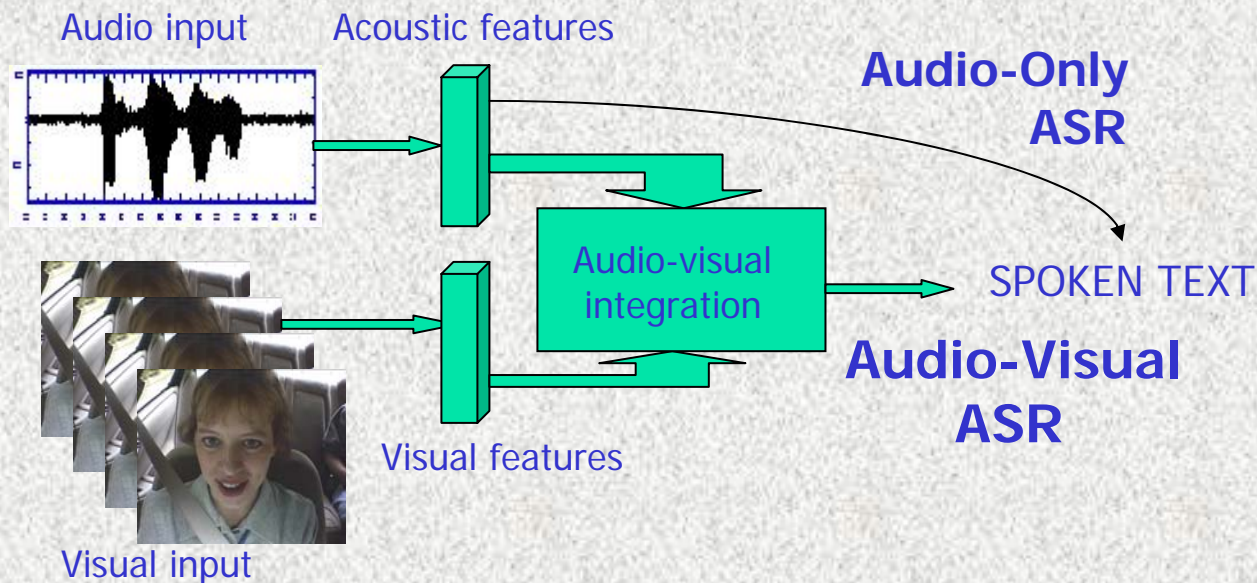 Audio input
Acoustic features
Audio-Only
ASR
Audio-visual
integration
SPOKEN TEXT
Audio-Visual
ASR
Visual features
Visual input